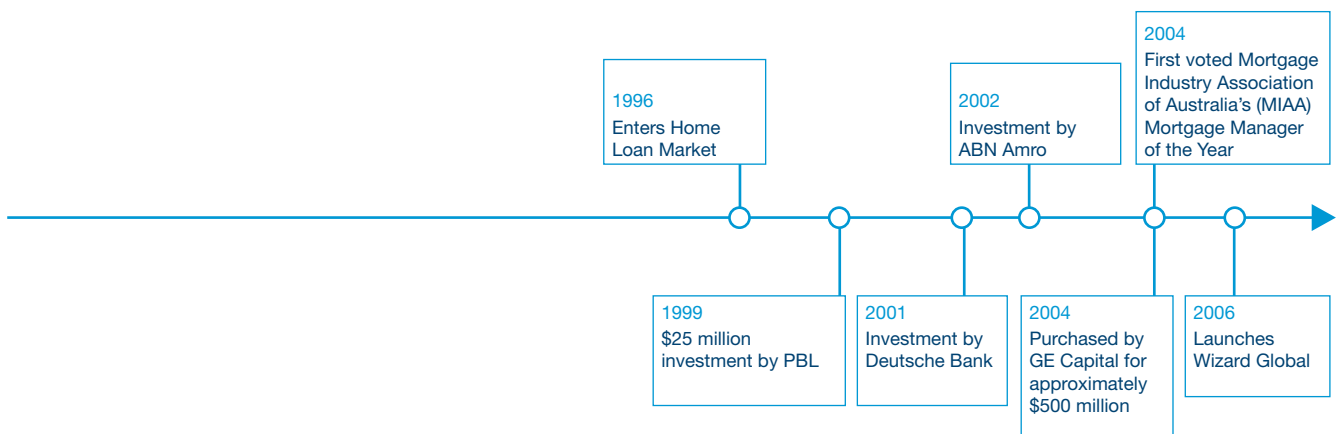 1996
Enters Home
Loan Market
1999
$25 million
investment by PBL
2001
Investment by
Deutsche Bank
2002
Investment by
ABN Amro
2004
First voted Mortgage
Industry Association
of Australia’s (MIAA)
Mortgage Manager
of the Year
2004
Purchased by
GE Capital for
approximately
$500 million
2006
Launches
Wizard Global